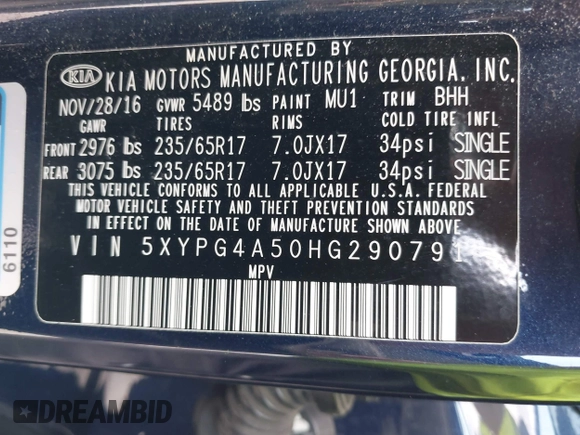 MANUFACTURED BY
KIA KIA MOTORS MANUFACTURING GEORGIA, INC.
NOV/28/16 GVWR 5489 lbs PAINT MU1 TRIM BHH
GAWR TIRES RIMS COLD TIRE INFL
FRONT 2976 lbs 235/65R17 7.0JX17 34psi SINGLE
REAR 3075 lbs 235/65R17 7.0JX17 34psi SINGLE
THIS VEHICLE CONFORMS TO ALL APPLICABLE U.S.A. FEDERAL
MOTOR VEHICLE SAFETY AND THEFT PREVENTION STANDARDS
IN EFFECT ON THE DATE OF MANUFACTURE SHOWN ABOVE
VIN 5XYPG4A50HG290791
MPV
6110
DREAMBID